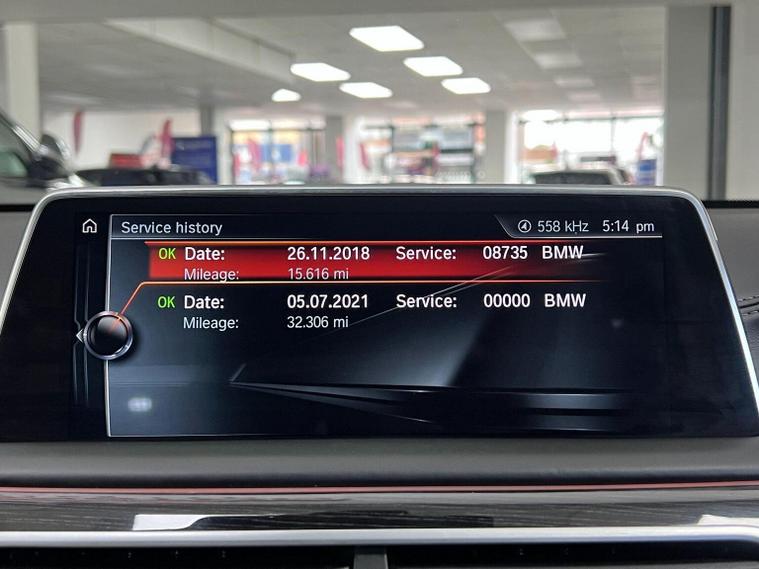 Service history 558 kHz 5:14 pm
OK Date: 26.11.2018 Service: 08735 BMW
Mileage: 15.616 mi
OK Date: 05.07.2021 Service: 00000 BMW
Mileage: 32.306 mi